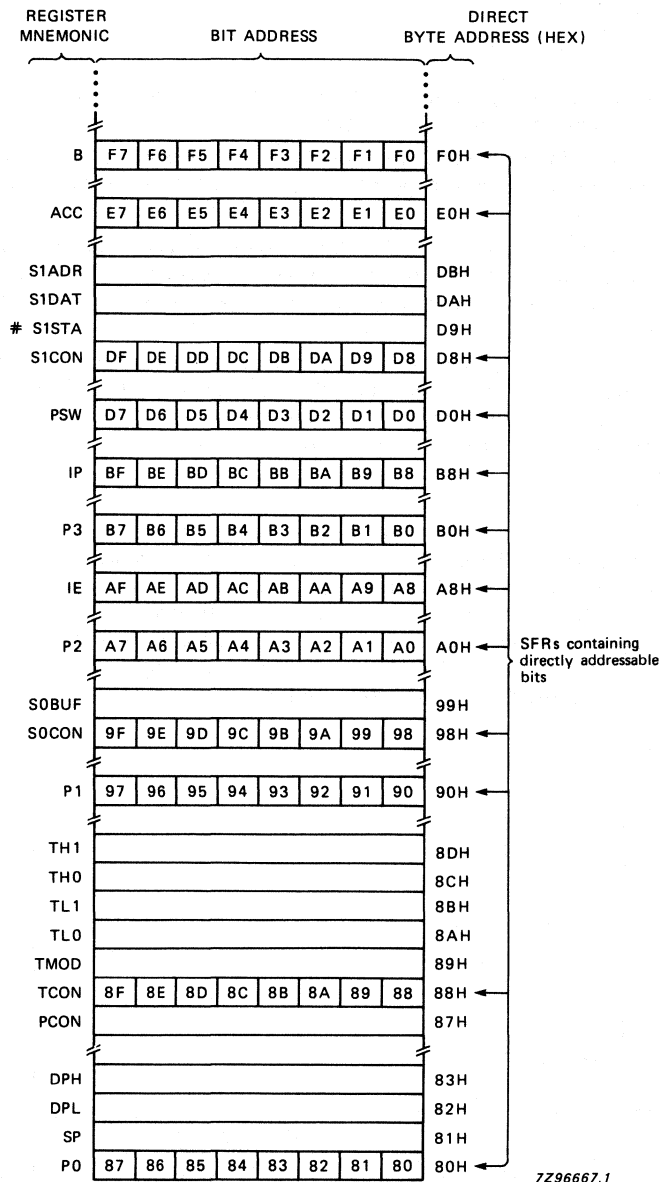 REGISTER MNEMONIC BIT ADDRESS DIRECT BYTE ADDRESS (HEX)
B F7 F6 F5 F4 F3 F2 F1 F0 F0H
ACC E7 E6 E5 E4 E3 E2 E1 E0 E0H
S1ADR DBH
S1DAT DAH
# S1STA D9H
S1CON DF DE DD DC DB DA D9 D8 D8H
PSW D7 D6 D5 D4 D3 D2 D1 D0 D0H
IP BF BE BD BC BB BA B9 B8 B8H
P3 B7 B6 B5 B4 B3 B2 B1 B0 B0H
IE AF AE AD AC AB AA A9 A8 A8H
P2 A7 A6 A5 A4 A3 A2 A1 A0 A0H
SFRs containing
directly addressable
bits
S0BUF 99H
S0CON 9F 9E 9D 9C 9B 9A 99 98 98H
P1 97 96 95 94 93 92 91 90 90H
TH1 8DH
TH0 8CH
TL1 8BH
TL0 8AH
TMOD 89H
TCON 8F 8E 8D 8C 8B 8A 89 88 88H
PCON 87H
DPH 83H
DPL 82H
SP 81H
P0 87 86 85 84 83 82 81 80 80H
7Z96667.1